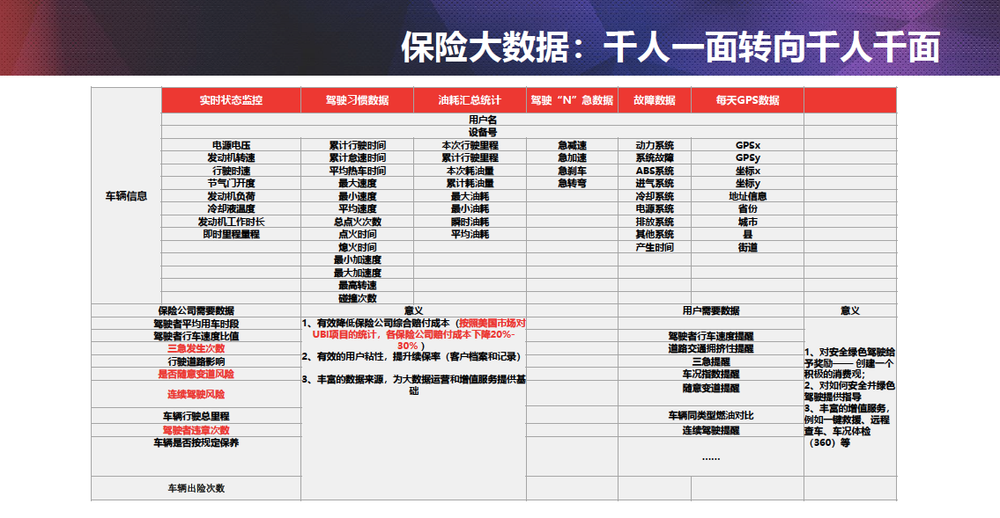 保险大数据：千人一面转向千人千面
实时状态监控 驾驶习惯数据 油耗汇总统计 驾驶“N”急数据 故障数据 每天GPS数据
用户名
设备号
电源电压 累计行驶时间 本次行驶里程 急减速 动力系统 GPSx
发动机转速 累计怠速时间 累计行驶里程 急加速 系统故障 GPSy
行驶时速 平均热车时间 本次耗油量 急刹车 ABS系统 坐标x
节气门开度 最大速度 累计耗油量 急转弯 进气系统 坐标y
车辆信息
发动机负荷 最小速度 最大油耗 冷却系统 地址信息
冷却液温度 平均速度 最小油耗 电源系统 省份
发动机工作时长 总点火次数 瞬时油耗 排放系统 城市
即时里程量程 点火时间 平均油耗 其他系统 县
熄火时间 产生时间 街道
最小加速度
最大加速度
最高转速
碰撞次数
保险公司需要数据 意义 用户需要数据 意义
驾驶者平均用车时段
驾驶者行车速度比值
三急发生次数
行驶道路影响
是否随意变道风险
连续驾驶风险
车辆行驶总里程
驾驶者违章次数
车辆是否按规定保养
车辆出险次数
1、有效降低保险公司综合赔付成本（按照美国市场对
UBI项目的统计，各保险公司赔付成本下降20%-
30% ）
2、有效的用户粘性，提升续保率（客户档案和记录）
3、丰富的数据来源，为大数据运营和增值服务提供基
础
驾驶者行车速度提醒
道路交通拥挤性提醒
三急提醒
车况指数提醒
随意变道提醒
车辆同类型燃油对比
连续驾驶提醒
……
1、对安全绿色驾驶给
予奖励—— 创建一个
积极的消费观；
2、对如何安全并绿色
驾驶提供指导
3、丰富的增值服务，
例如一键救援、远程
查车、车况体检
（360）等